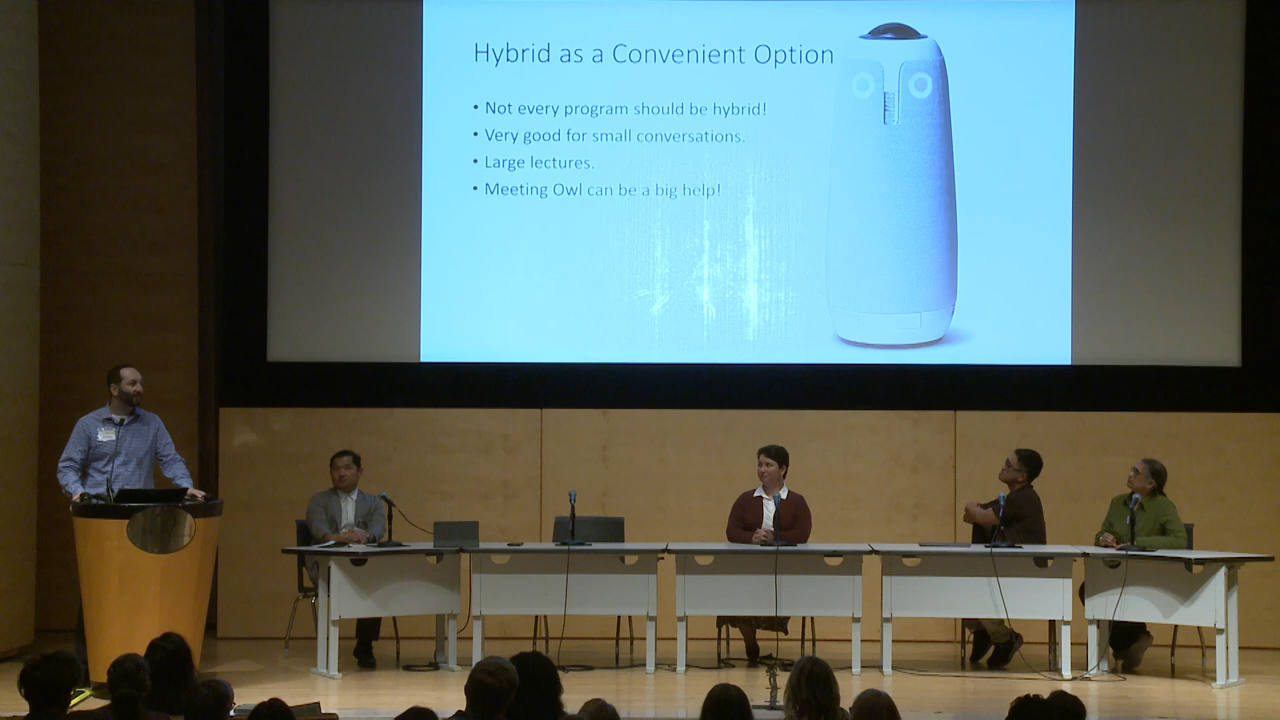 Hybrid as a Convenient Option
• Not every program should be hybrid!
• Very good for small conversations.
• Large lectures.
• Meeting Owl can be a big help!